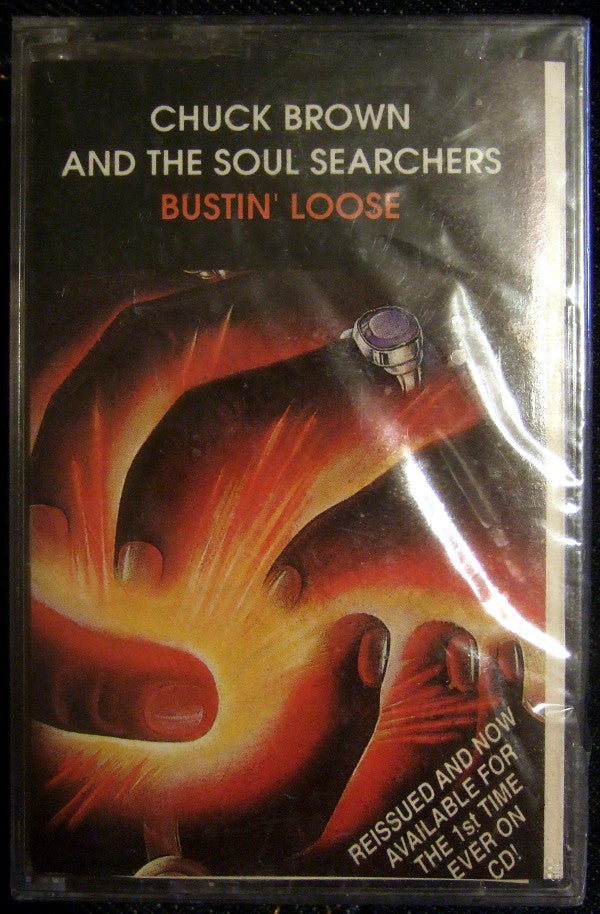 CHUCK BROWN
AND THE SOUL SEARCHERS
BUSTIN' LOOSE
REISSUED AND NOW
AVAILABLE FOR
THE 1st TIME
EVER ON
CD!